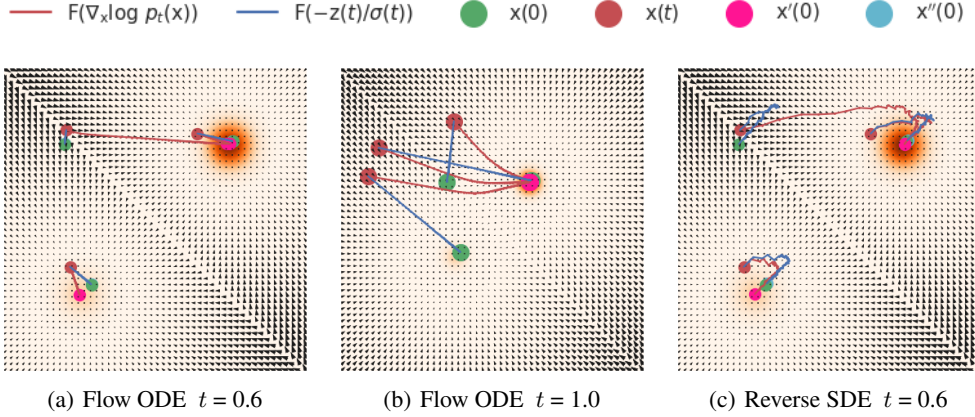 F(∇ₓlog pₜ(x)) F(−z(t)/σ(t)) x(0) x(t) x′(0) x′′(0)
(a) Flow ODE t = 0.6 (b) Flow ODE t = 1.0 (c) Reverse SDE t = 0.6